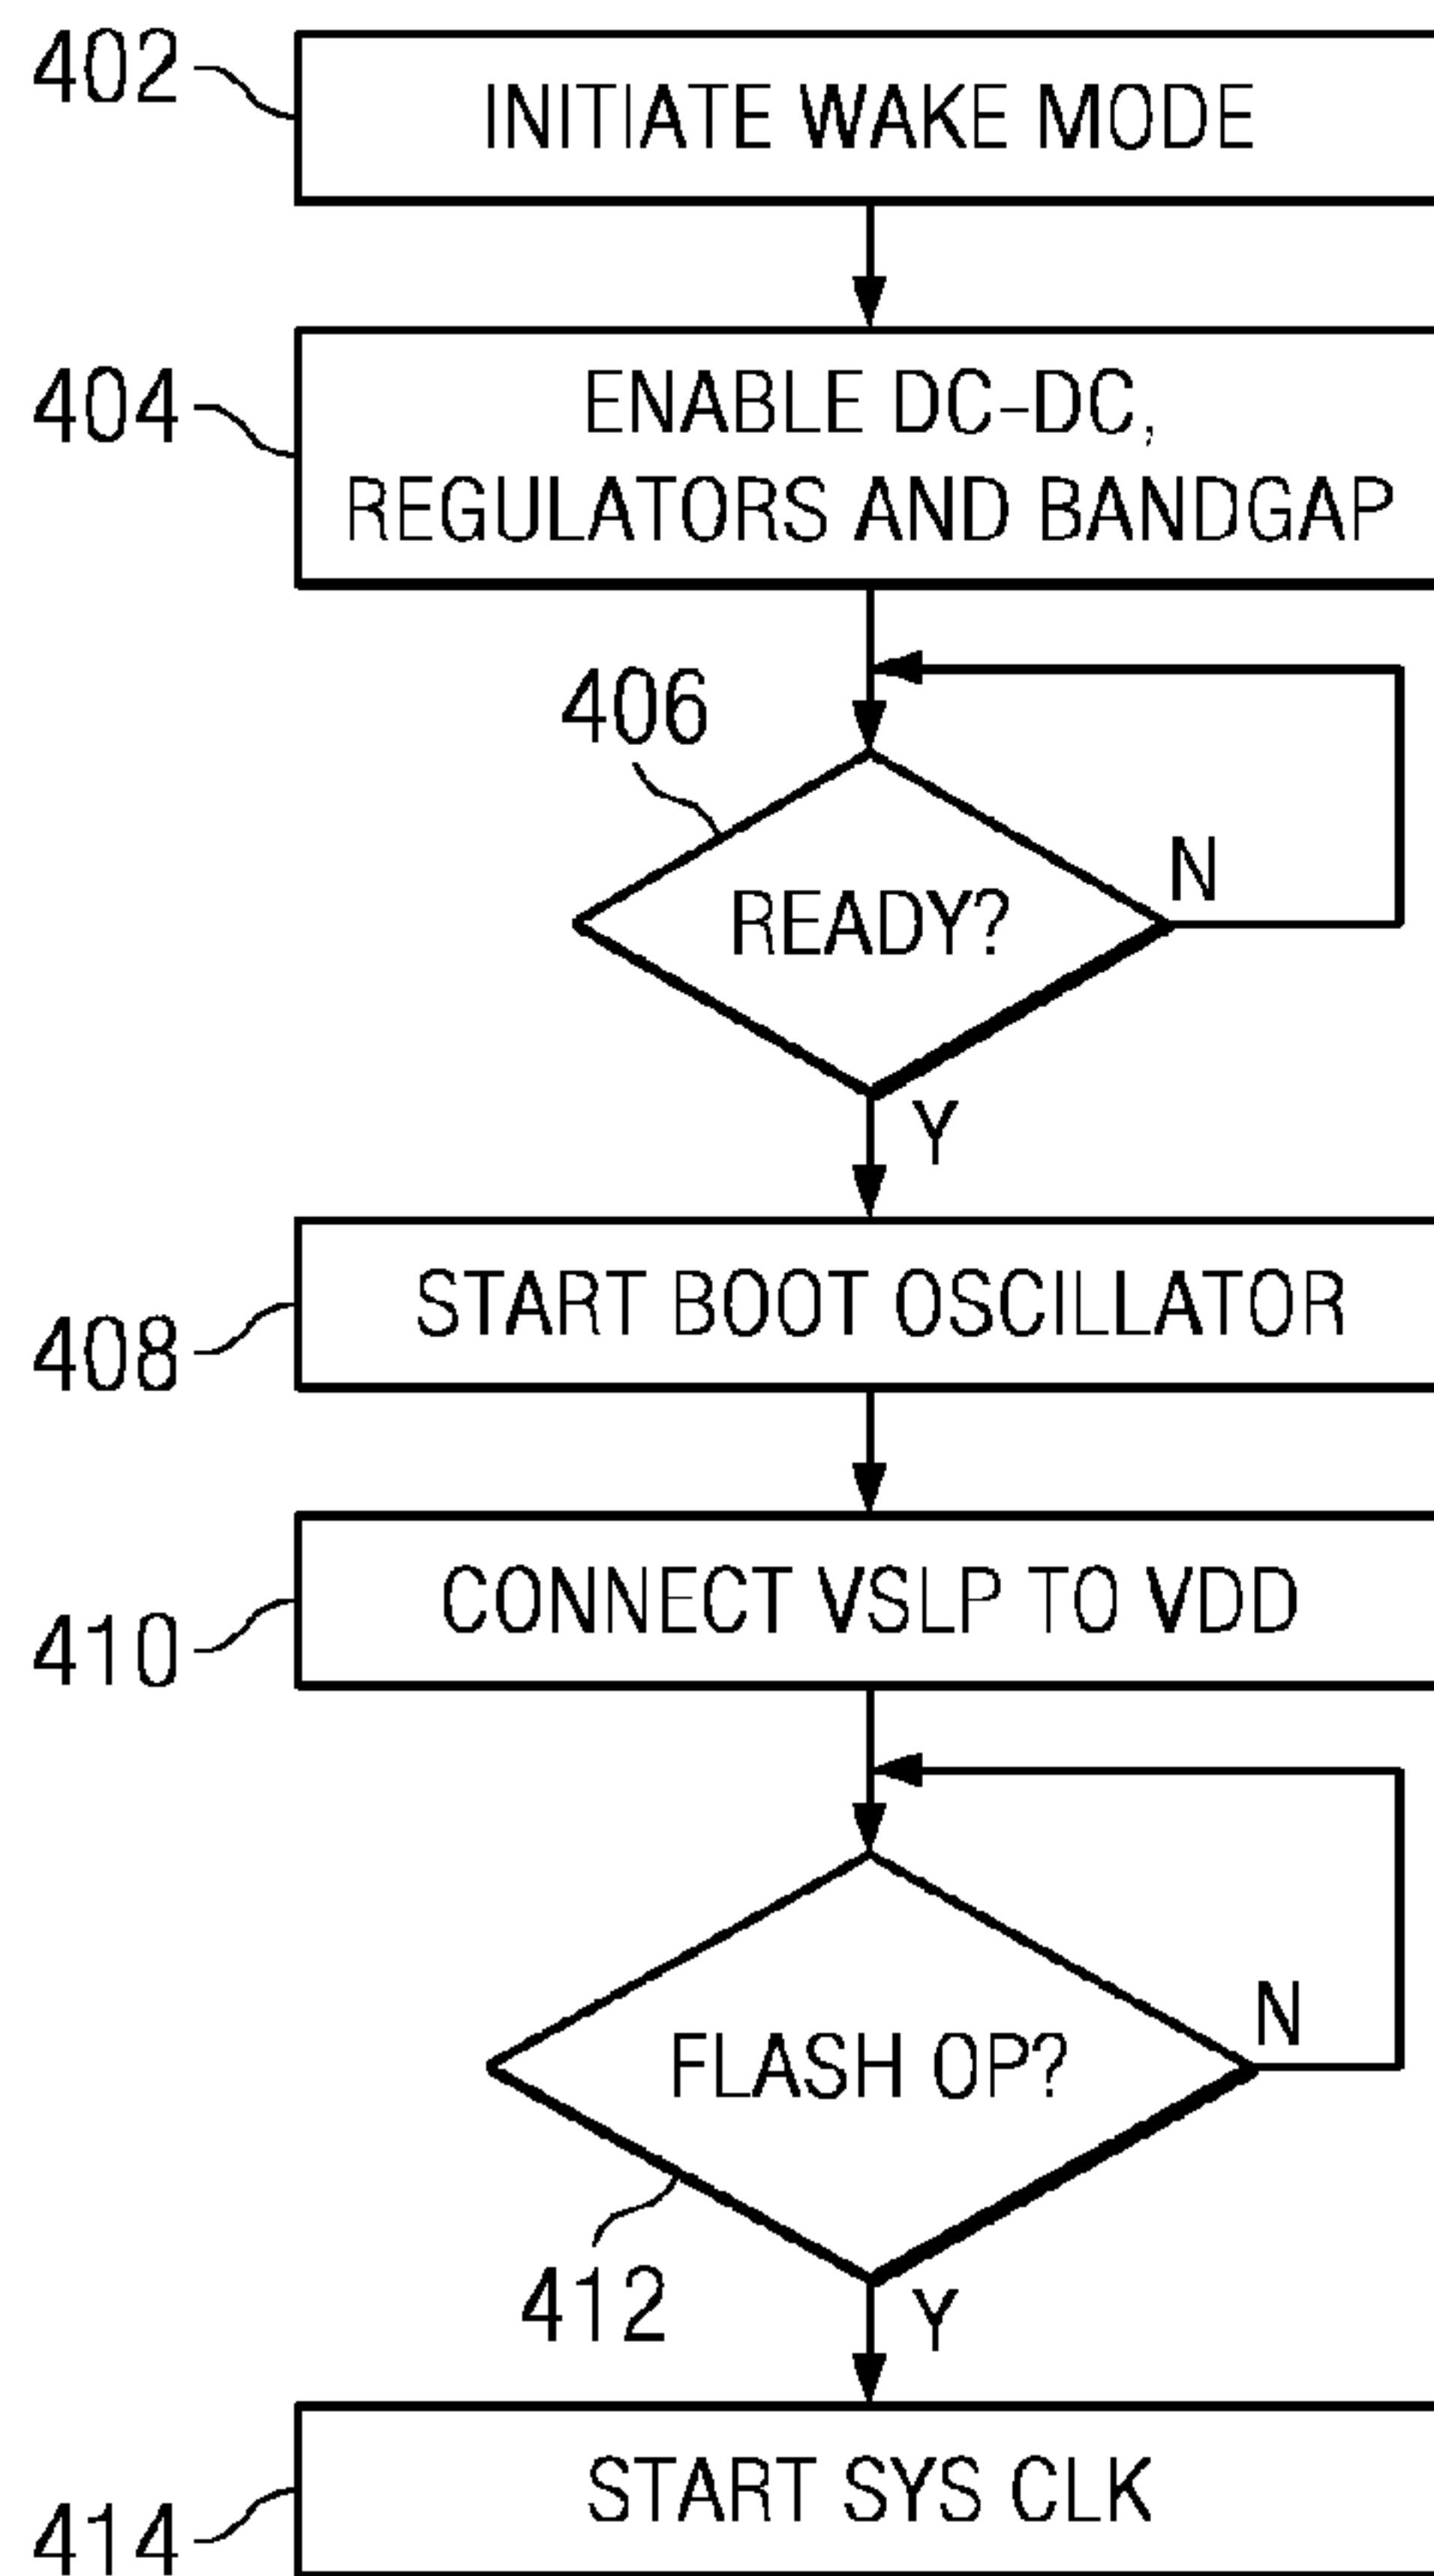 402
INITIATE WAKE MODE
404
ENABLE DC-DC,
REGULATORS AND BANDGAP
406
READY?
N
Y
408
START BOOT OSCILLATOR
410
CONNECT VSLP TO VDD
FLASH OP?
N
412
Y
414
START SYS CLK